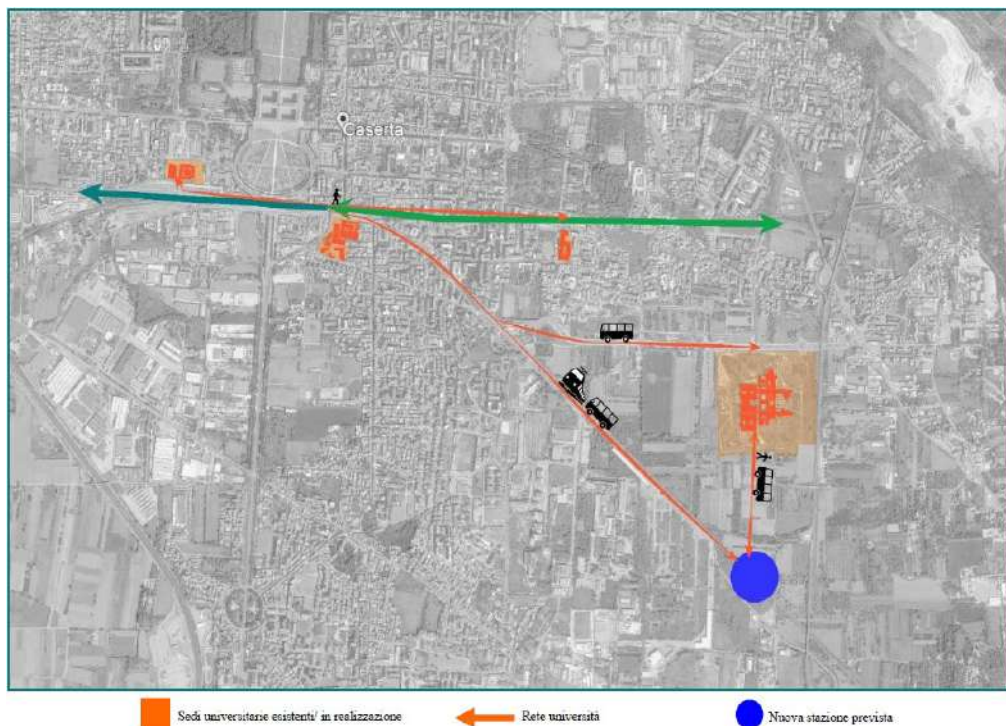 Caserta
Sedi universitarie esistenti/ in realizzazione
Rete università
Nuova stazione prevista